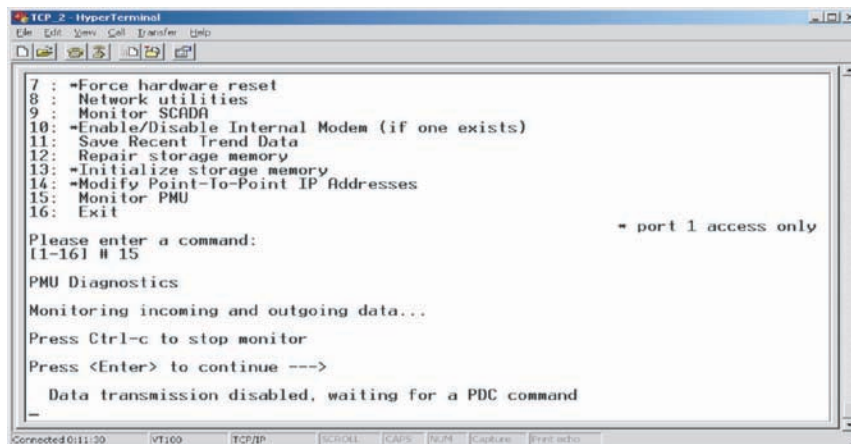 TCP_2 - HyperTerminal
File Edit View Call Transfer Help
7 : *Force hardware reset
8 : Network utilities
9 : Monitor SCADA
10: *Enable/Disable Internal Modem (if one exists)
11: Save Recent Trend Data
12: Repair storage memory
13: *Initialize storage memory
14: *Modify Point-To-Point IP Addresses
15: Monitor PMU
16: Exit
* port 1 access only
Please enter a command:
[1-16] # 15
PMU Diagnostics
Monitoring incoming and outgoing data...
Press Ctrl-c to stop monitor
Press <Enter> to continue --->
Data transmission disabled, waiting for a PDC command
_
Connected 0:11:30 VT100 TCP/IP SCROLL CAPS NUM Capture Print echo